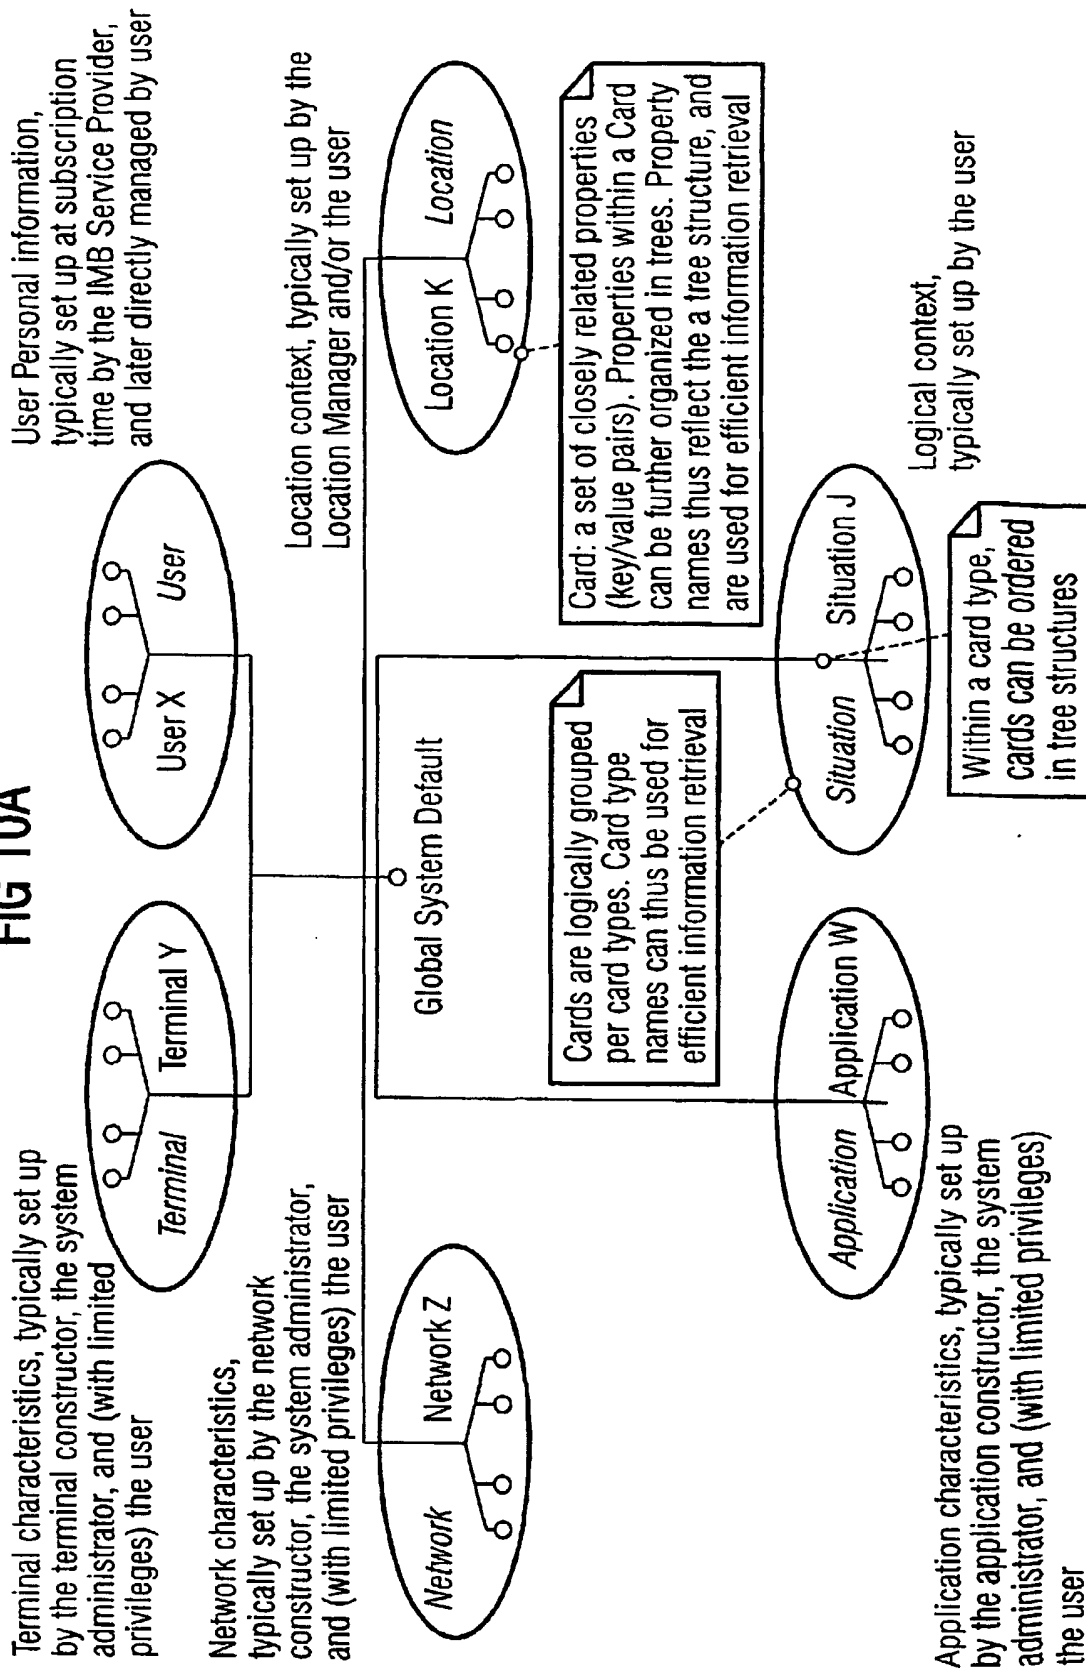 FIG 10A
Terminal characteristics, typically set up
by the terminal constructor, the system
administrator, and (with limited
privileges) the user
User Personal information,
typically set up at subscription
time by the IMB Service Provider,
and later directly managed by user
Terminal
Terminal Y
User X
User
Network characteristics,
typically set up by the network
constructor, the system administrator,
and (with limited privileges) the user
Location context, typically set up by the
Location Manager and/or the user
Network
Network Z
Global System Default
Location K
Location
Cards are logically grouped
per card types. Card type
names can thus be used for
efficient information retrieval
Card: a set of closely related properties
(key/value pairs). Properties within a Card
can be further organized in trees. Property
names thus reflect the a tree structure, and
are used for efficient information retrieval
Application
Application W
Situation
Situation J
Application characteristics, typically set up
by the application constructor, the system
administrator, and (with limited privileges)
the user
Logical context,
typically set up by the user
Within a card type,
cards can be ordered
in tree structures